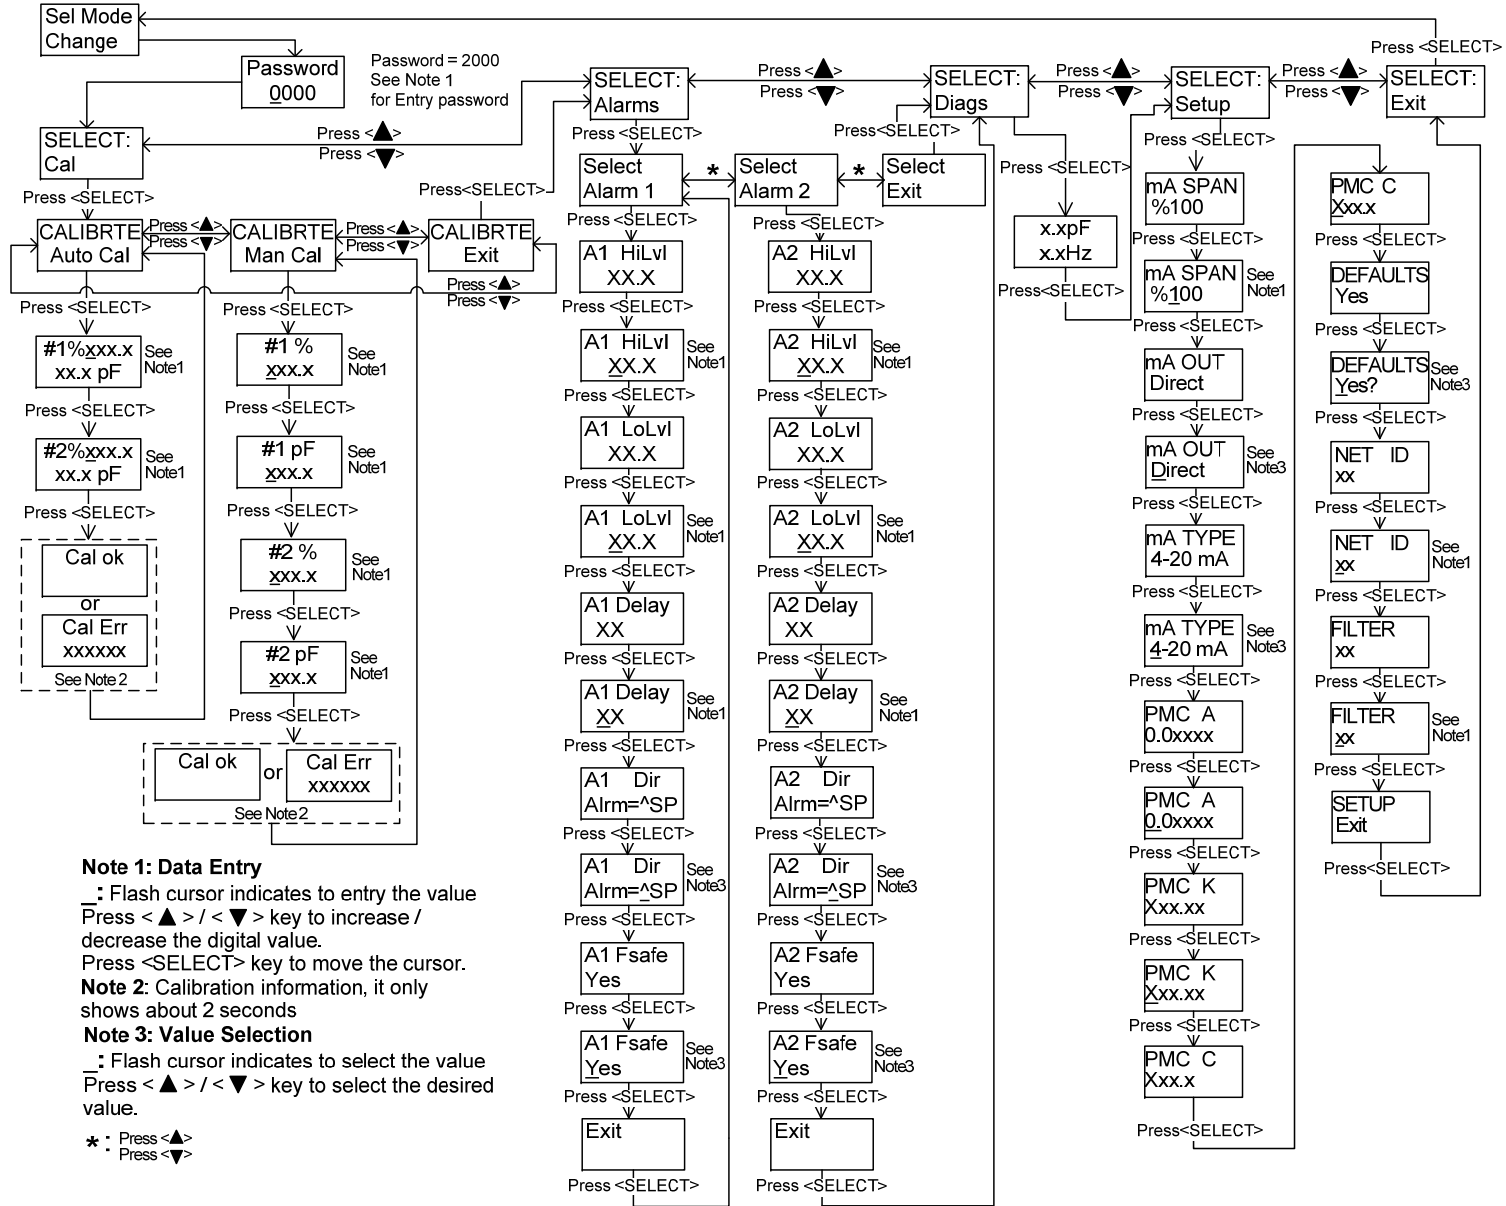 Sel Mode
Change
Password
0000
Password = 2000
See Note 1
for Entry password
SELECT:
Cal
Press <▲>
Press <▼>
SELECT:
Alarms
Press <▲>
Press <▼>
SELECT:
Diags
Press <▲>
Press <▼>
SELECT:
Setup
Press <▲>
Press <▼>
Press <SELECT>
SELECT:
Exit
Press <SELECT>
CALIBRTE
Auto Cal
Press <▲>
Press <▼>
CALIBRTE
Man Cal
Press <▲>
Press <▼>
Press<SELECT>
CALIBRTE
Exit
Press <▲>
Press <▼>
Press <SELECT>
#1%xxx.x
xx.x pF
See
Note1
Press <SELECT>
#2%xxx.x
xx.x pF
See
Note1
Press <SELECT>
Cal ok
or
Cal Err
xxxxxx
See Note 2
Press <SELECT>
#1 %
xxx.x
See
Note1
Press <SELECT>
#1 pF
xxx.x
See
Note1
Press <SELECT>
#2 %
xxx.x
See
Note1
Press <SELECT>
#2 pF
xxx.x
See
Note1
Press <SELECT>
Cal ok
or
Cal Err
xxxxxx
See Note 2
Press <SELECT>
Select
Alarm 1
*
Select
Alarm 2
*
Press<SELECT>
Select
Exit
Press <SELECT>
A1 HiLvl
XX.X
Press <SELECT>
A1 HiLvl
XX.X
See
Note1
Press <SELECT>
A1 LoLvl
XX.X
Press <SELECT>
A1 LoLvl
XX.X
See
Note1
Press <SELECT>
A1 Delay
XX
Press <SELECT>
A1 Delay
XX
See
Note1
Press <SELECT>
A1 Dir
Alrm=^SP
Press <SELECT>
A1 Dir
Alrm=^SP
See
Note3
Press <SELECT>
A1 Fsafe
Yes
Press <SELECT>
A1 Fsafe
Yes
See
Note3
Press <SELECT>
Exit
Press <SELECT>
Press <SELECT>
A2 HiLvl
XX.X
Press <SELECT>
A2 HiLvl
XX.X
See
Note1
Press <SELECT>
A2 LoLvl
XX.X
Press <SELECT>
A2 LoLvl
XX.X
See
Note1
Press <SELECT>
A2 Delay
XX
Press <SELECT>
A2 Delay
XX
See
Note1
Press <SELECT>
A2 Dir
Alrm=^SP
Press <SELECT>
A2 Dir
Alrm=^SP
See
Note3
Press <SELECT>
A2 Fsafe
Yes
Press <SELECT>
A2 Fsafe
Yes
See
Note3
Press <SELECT>
Exit
Press <SELECT>
Press <SELECT>
x.xpF
x.xHz
Press<SELECT>
Press <SELECT>
mA SPAN
%100
Press <SELECT>
mA SPAN
%100
See
Note1
Press <SELECT>
mA OUT
Direct
Press <SELECT>
mA OUT
Direct
See
Note3
Press <SELECT>
mA TYPE
4-20 mA
Press <SELECT>
mA TYPE
4-20 mA
See
Note3
Press <SELECT>
PMC A
0.0xxxx
Press <SELECT>
PMC A
0.0xxxx
Press <SELECT>
PMC K
Xxx.xx
Press <SELECT>
PMC K
Xxx.xx
Press <SELECT>
PMC C
Xxx.x
Press<SELECT>
PMC C
Xxx.x
Press <SELECT>
DEFAULTS
Yes
Press <SELECT>
DEFAULTS
Yes?
See
Note3
Press <SELECT>
NET ID
xx
Press <SELECT>
NET ID
xx
See
Note1
Press <SELECT>
FILTER
xx
Press <SELECT>
FILTER
xx
See
Note1
Press <SELECT>
SETUP
Exit
Press<SELECT>
Note 1: Data Entry
_: Flash cursor indicates to entry the value
Press < ▲ > / < ▼ > key to increase /
decrease the digital value.
Press <SELECT> key to move the cursor.
Note 2: Calibration information, it only
shows about 2 seconds
Note 3: Value Selection
_: Flash cursor indicates to select the value
Press < ▲ > / < ▼ > key to select the desired
value.
* : Press <▲>
Press <▼>